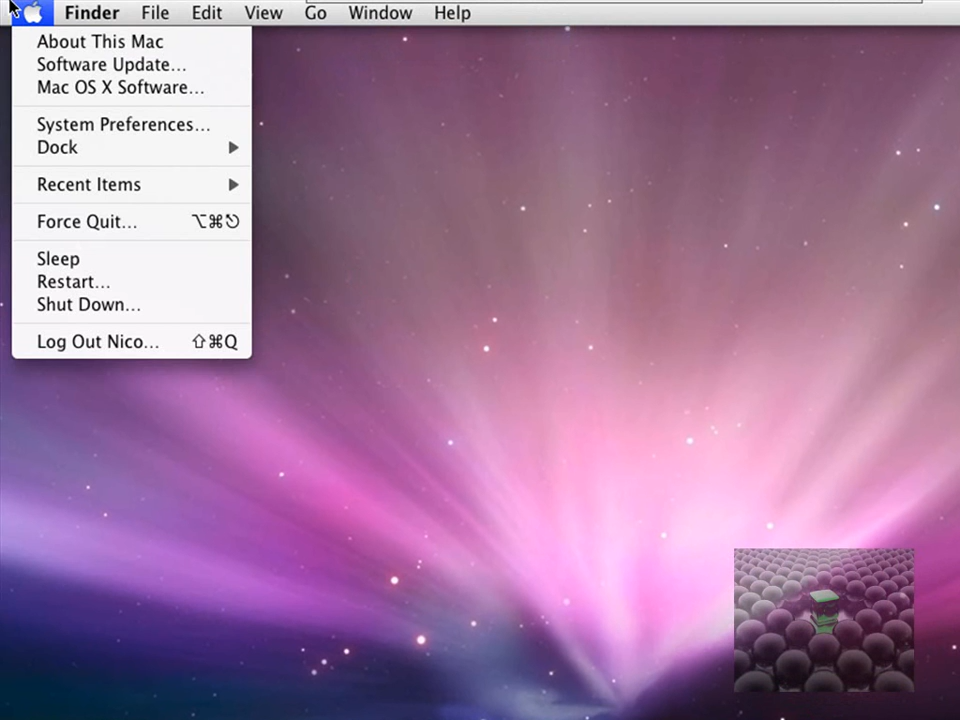 Finder File Edit View Go Window Help
About This Mac
Software Update...
Mac OS X Software...
System Preferences...
Dock ▶
Recent Items ▶
Force Quit... ⌥⌘⎋
Sleep
Restart...
Shut Down...
Log Out Nico... ⇧⌘Q